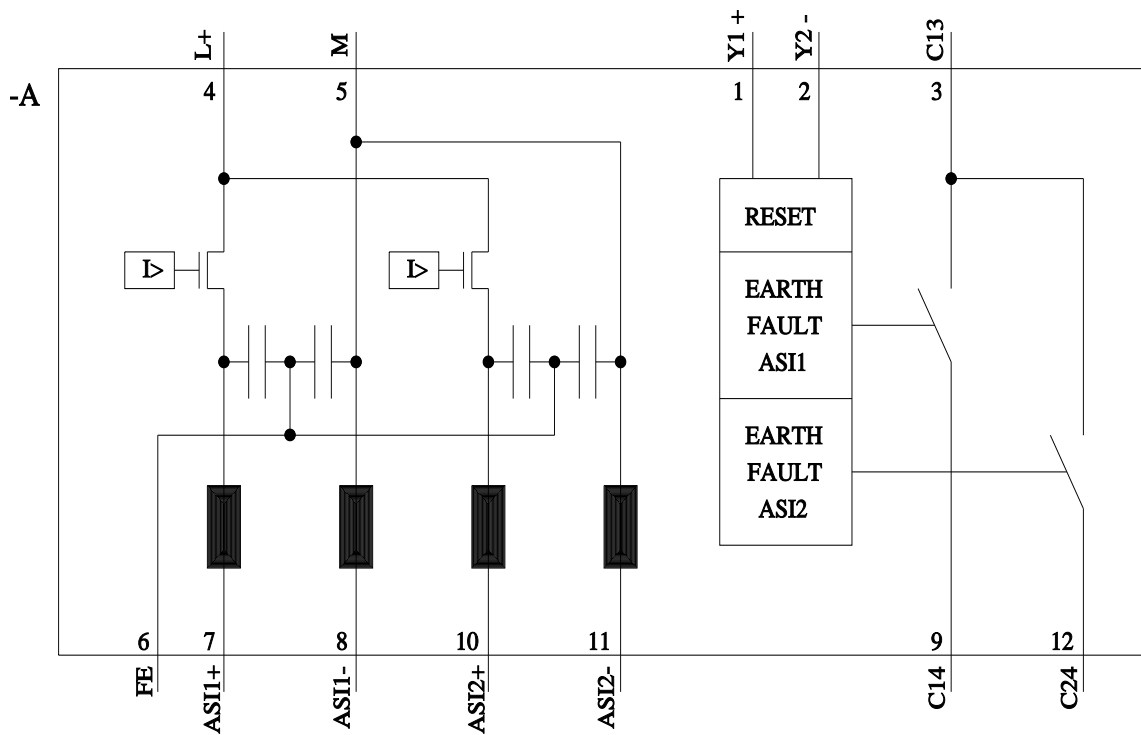 L+ M Y1 + Y2 - C13
-A 4 5 1 2 3
RESET
I> I>
EARTH
FAULT
ASI1
EARTH
FAULT
ASI2
6 7 8 10 11 9 12
FE ASI1+ ASI1- ASI2+ ASI2- C14 C24